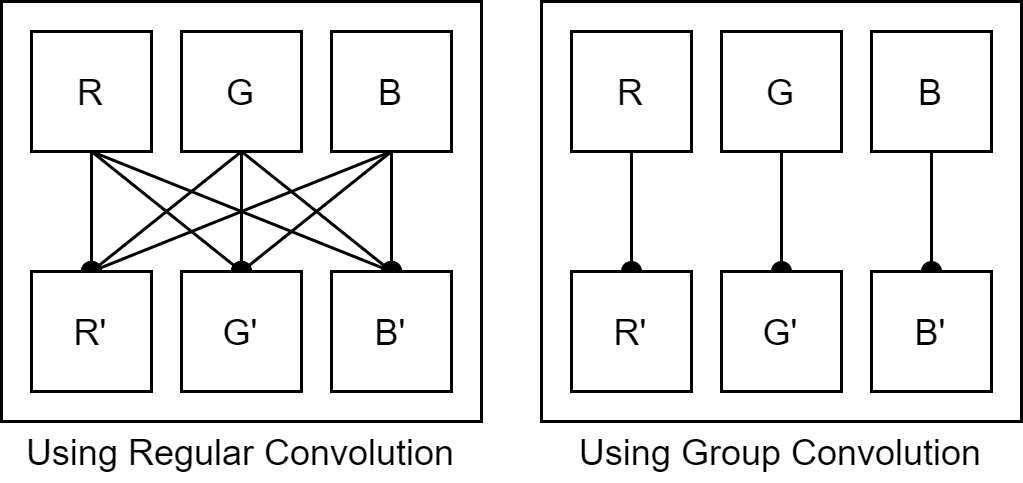 R G B
R' G' B'
Using Regular Convolution
R G B
R' G' B'
Using Group Convolution